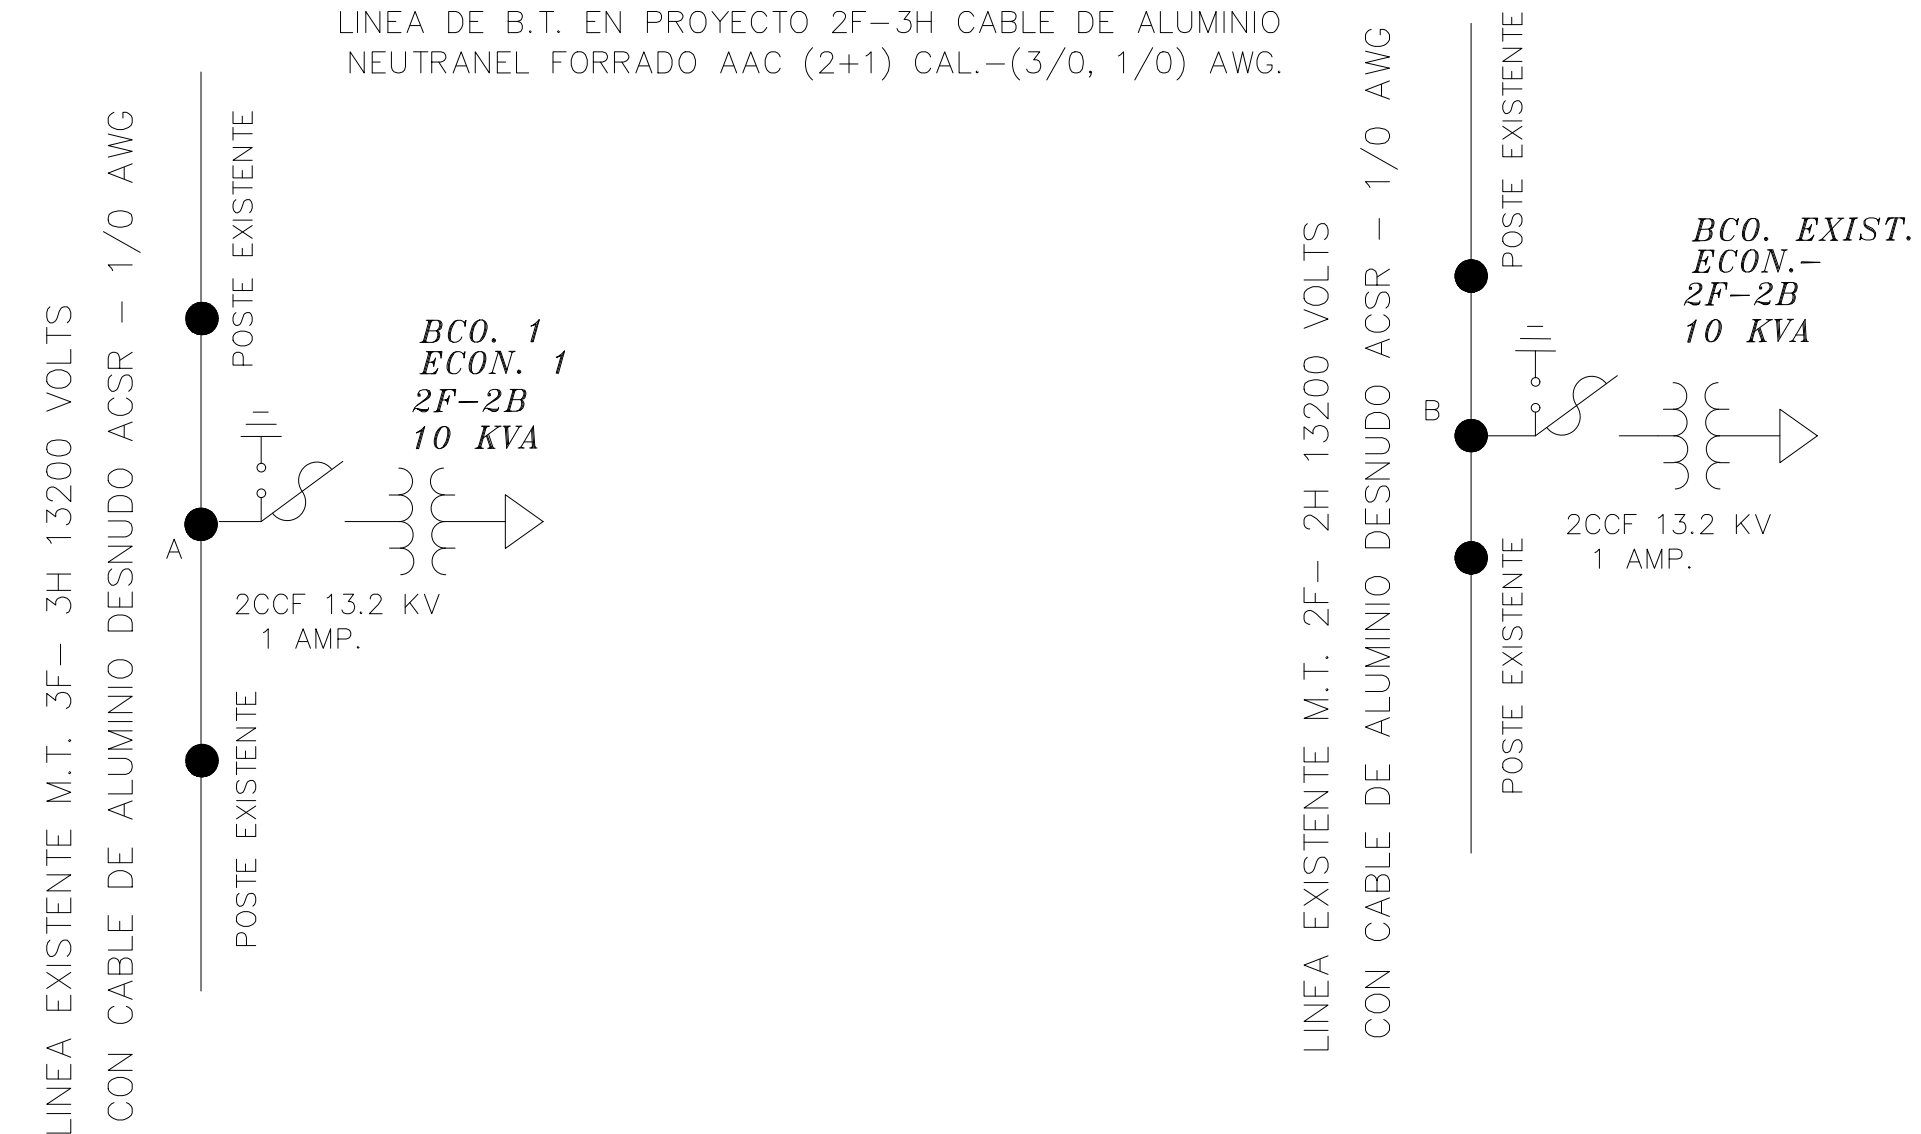 LINEA DE B.T. EN PROYECTO 2F-3H CABLE DE ALUMINIO
NEUTRANEL FORRADO AAC (2+1) CAL.-(3/0, 1/0) AWG.
LINEA EXISTENTE M.T. 3F- 3H 13200 VOLTS
CON CABLE DE ALUMINIO DESNUDO ACSR - 1/0 AWG
POSTE EXISTENTE
BCO. 1
ECON. 1
2F-2B
10 KVA
A
2CCF 13.2 KV
1 AMP.
POSTE EXISTENTE
LINEA EXISTENTE M.T. 2F- 2H 13200 VOLTS
CON CABLE DE ALUMINIO DESNUDO ACSR - 1/0 AWG
POSTE EXISTENTE
BCO. EXIST.
ECON.-
2F-2B
10 KVA
B
2CCF 13.2 KV
1 AMP.
POSTE EXISTENTE